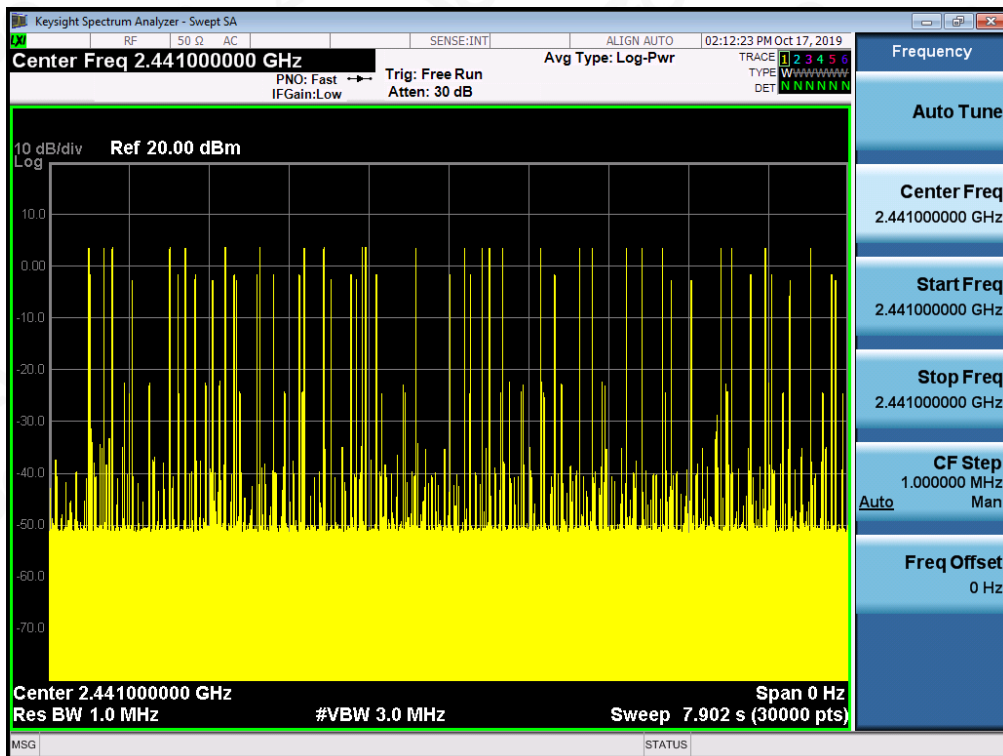 Keysight Spectrum Analyzer - Swept SA
LXI RF 50 Ω AC SENSE:INT ALIGN AUTO 02:12:23 PM Oct 17, 2019
Center Freq 2.441000000 GHz
PNO: Fast
IFGain:Low
Trig: Free Run
Atten: 30 dB
Avg Type: Log-Pwr
TRACE 1 2 3 4 5 6
TYPE WWWWWW
DET N N N N N N
10 dB/div Ref 20.00 dBm
Log
10.0
0.00
-10.0
-20.0
-30.0
-40.0
-50.0
-60.0
-70.0
Center 2.441000000 GHz Span 0 Hz
Res BW 1.0 MHz #VBW 3.0 MHz Sweep 7.902 s (30000 pts)
MSG STATUS
Frequency
Auto Tune
Center Freq
2.441000000 GHz
Start Freq
2.441000000 GHz
Stop Freq
2.441000000 GHz
CF Step
1.000000 MHz
Auto Man
Freq Offset
0 Hz